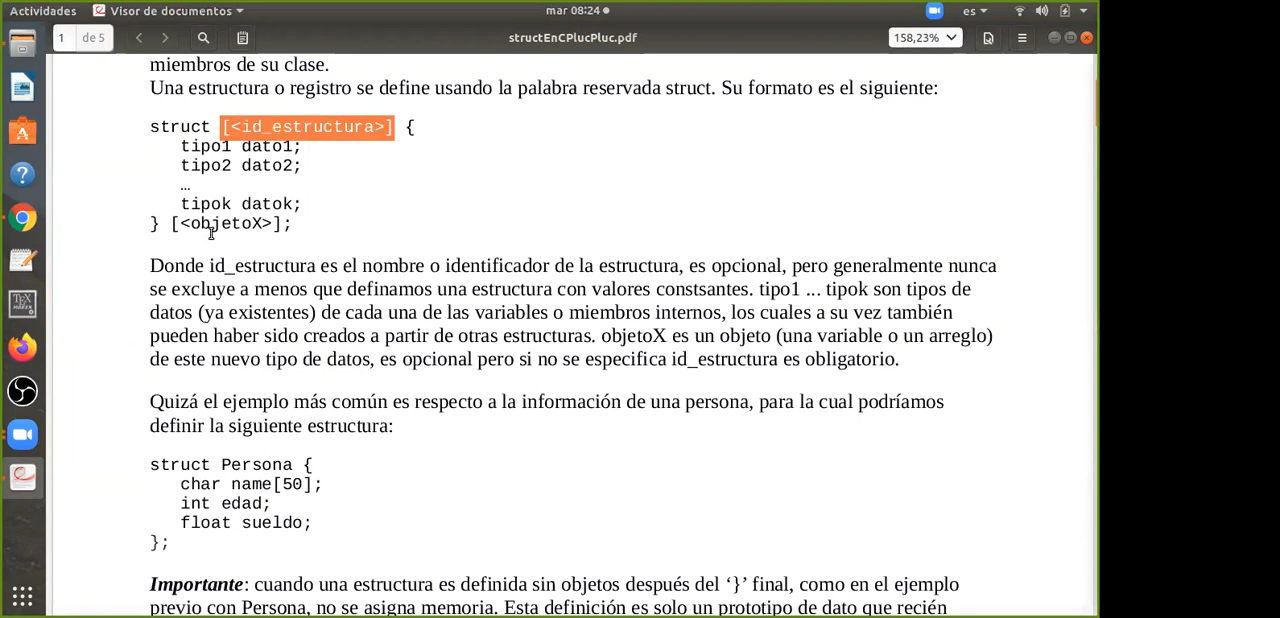 Actividades Visor de documentos mar 08:24 es
1 de 5 structEnCPlucPluc.pdf 158,23%
miembros de su clase.
Una estructura o registro se define usando la palabra reservada struct. Su formato es el siguiente:
struct [<id_estructura>] {
tipo1 dato1;
tipo2 dato2;
…
tipok datok;
} [<objetoX>];
Donde id_estructura es el nombre o identificador de la estructura, es opcional, pero generalmente nunca
se excluye a menos que definamos una estructura con valores constsantes. tipo1 ... tipok son tipos de
datos (ya existentes) de cada una de las variables o miembros internos, los cuales a su vez también
pueden haber sido creados a partir de otras estructuras. objetoX es un objeto (una variable o un arreglo)
de este nuevo tipo de datos, es opcional pero si no se especifica id_estructura es obligatorio.
Quizá el ejemplo más común es respecto a la información de una persona, para la cual podríamos
definir la siguiente estructura:
struct Persona {
char name[50];
int edad;
float sueldo;
};
Importante: cuando una estructura es definida sin objetos después del ‘}’ final, como en el ejemplo
previo con Persona, no se asigna memoria. Esta definición es solo un prototipo de dato que recién